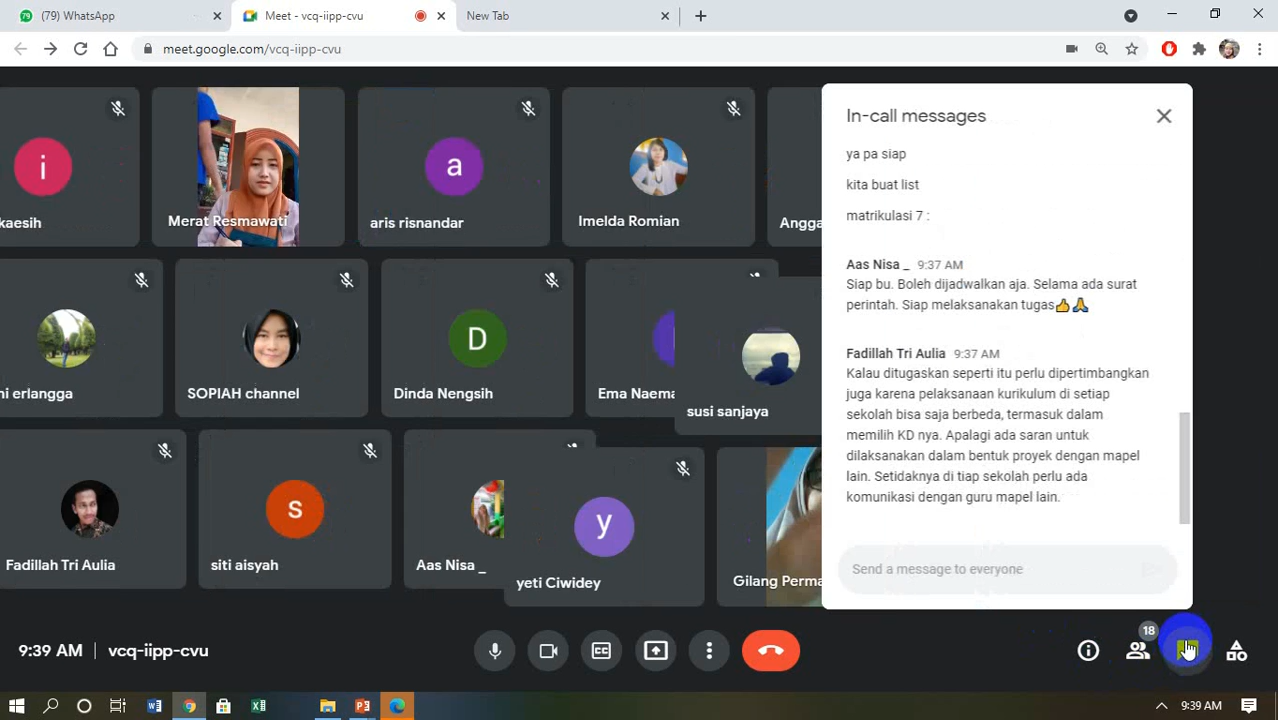 (79) WhatsApp
Meet - vcq-iipp-cvu
New Tab
meet.google.com/vcq-iipp-cvu
i
kaesih
Merat Resmawati
a
aris risnandar
Imelda Romian
Angga
ni erlangga
SOPIAH channel
D
Dinda Nengsih
Ema Naema
susi sanjaya
Fadillah Tri Aulia
s
siti aisyah
Aas Nisa _
y
yeti Ciwidey
Gilang Perma
In-call messages
ya pa siap
kita buat list
matrikulasi 7 :
Aas Nisa _ 9:37 AM
Siap bu. Boleh dijadwalkan aja. Selama ada surat
perintah. Siap melaksanakan tugas👍🙏
Fadillah Tri Aulia 9:37 AM
Kalau ditugaskan seperti itu perlu dipertimbangkan
juga karena pelaksanaan kurikulum di setiap
sekolah bisa saja berbeda, termasuk dalam
memilih KD nya. Apalagi ada saran untuk
dilaksanakan dalam bentuk proyek dengan mapel
lain. Setidaknya di tiap sekolah perlu ada
komunikasi dengan guru mapel lain.
Send a message to everyone
9:39 AM | vcq-iipp-cvu
18
9:39 AM